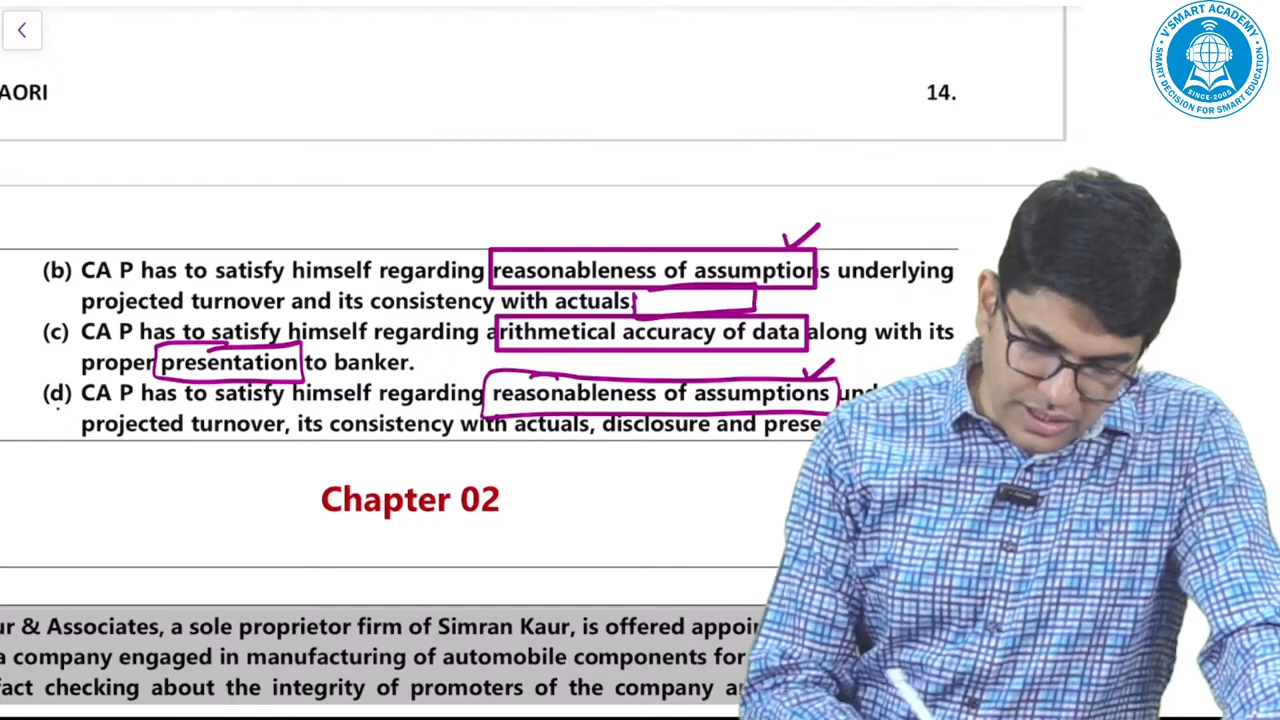 V'SMART ACADEMY
SMART DECISION FOR SMART EDUCATION
SINCE-2005
AORI 14.
(b) CA P has to satisfy himself regarding reasonableness of assumptions underlying
projected turnover and its consistency with actuals.
(c) CA P has to satisfy himself regarding arithmetical accuracy of data along with its
proper presentation to banker.
(d) CA P has to satisfy himself regarding reasonableness of assumptions
projected turnover, its consistency with actuals, disclosure and
Chapter 02
& Associates, a sole proprietor firm of Simran Kaur, is offered
a company engaged in manufacturing of automobile components for
fact checking about the integrity of promoters of the company